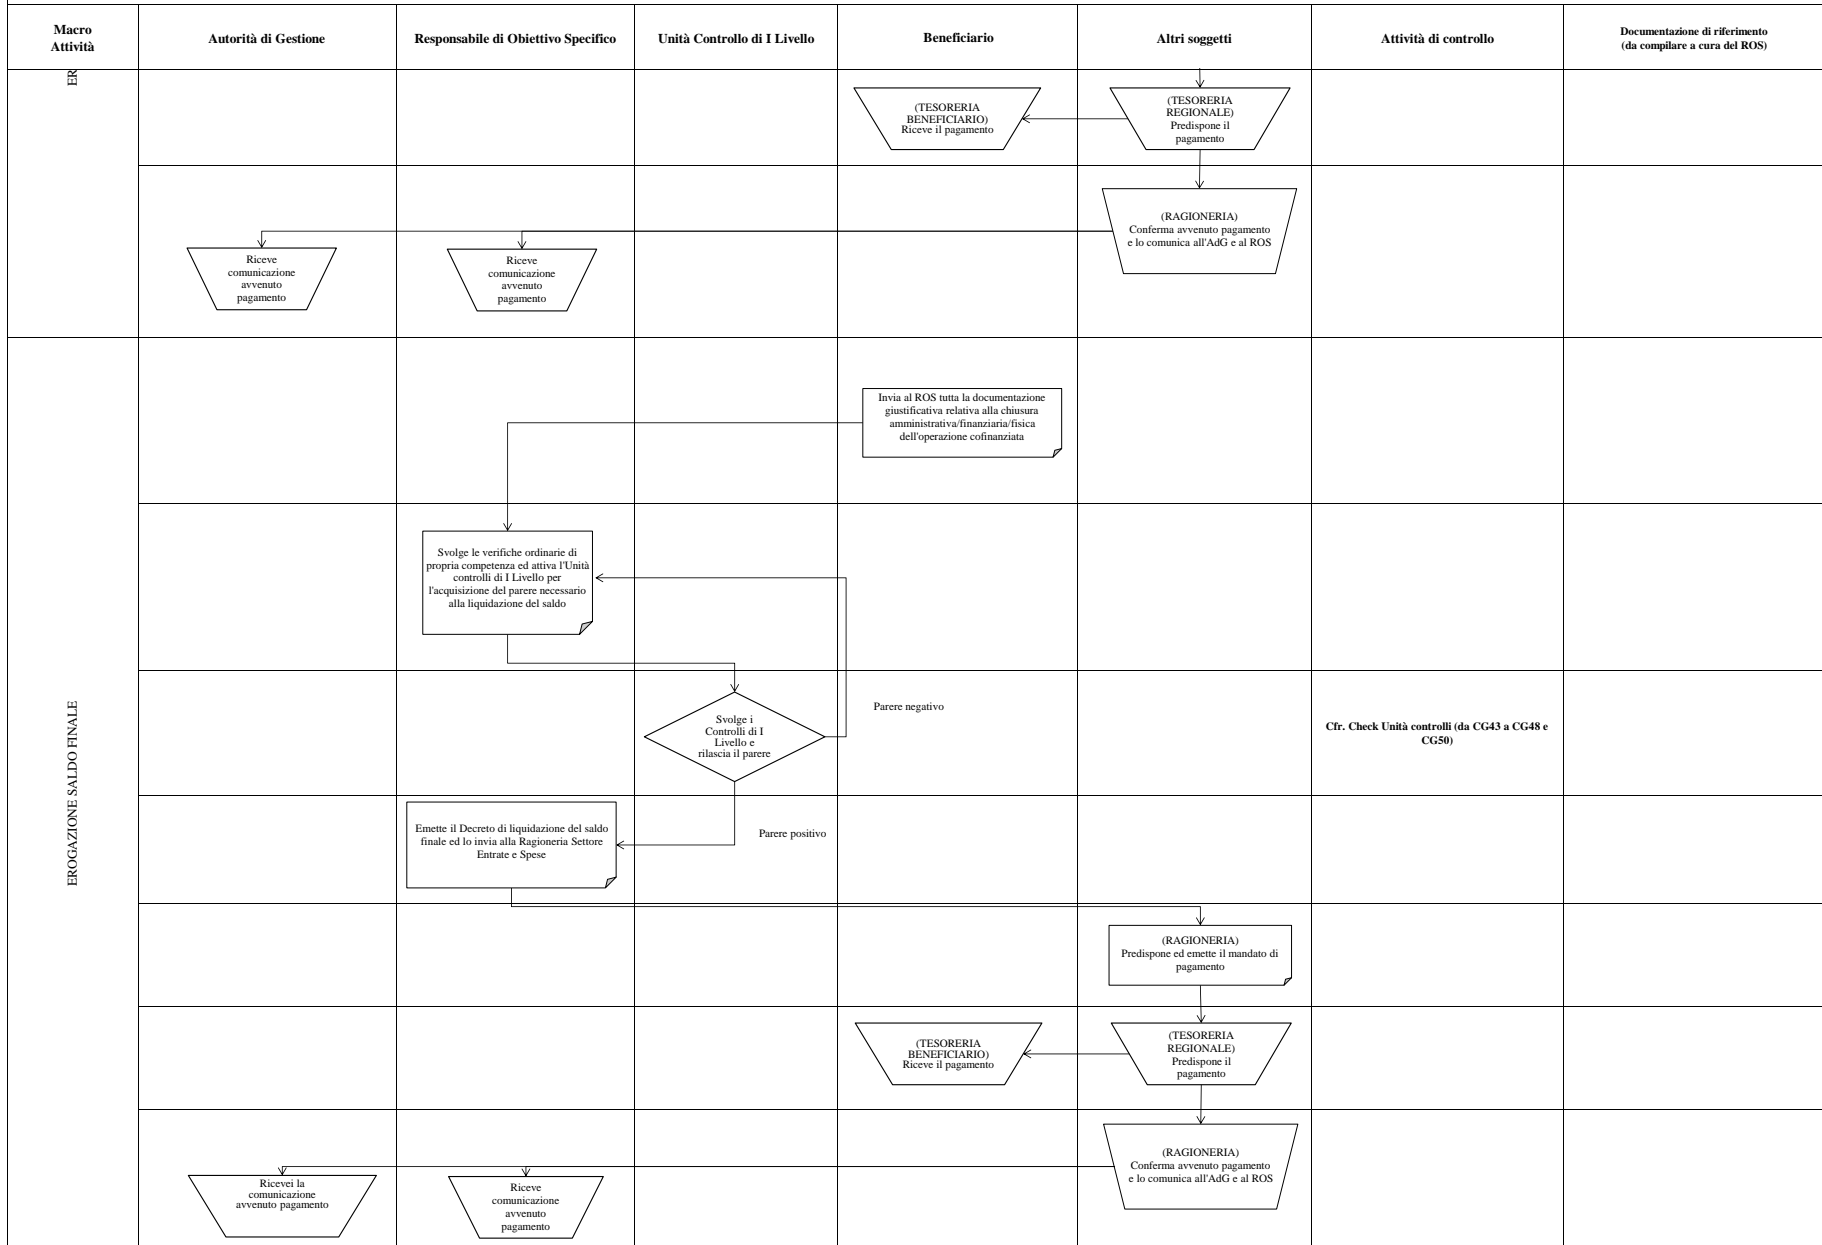 Macro
Attività
Autorità di Gestione
Responsabile di Obiettivo Specifico
Unità Controllo di I Livello
Beneficiario
Altri soggetti
Attività di controllo
Documentazione di riferimento
(da compilare a cura del ROS)
ER
(TESORERIA
BENEFICIARIO)
Riceve il pagamento
(TESORERIA
REGIONALE)
Predispone il
pagamento
(RAGIONERIA)
Conferma avvenuto pagamento
e lo comunica all'AdG e al ROS
Riceve
comunicazione
avvenuto
pagamento
Riceve
comunicazione
avvenuto
pagamento
EROGAZIONE SALDO FINALE
Invia al ROS tutta la documentazione
giustificativa relativa alla chiusura
amministrativa/finanziaria/fisica
dell'operazione cofinanziata
Svolge le verifiche ordinarie di
propria competenza ed attiva l'Unità
controlli di I Livello per
l'acquisizione del parere necessario
alla liquidazione del saldo
Parere negativo
Svolge i
Controlli di I
Livello e
rilascia il parere
Cfr. Check Unità controlli (da CG43 a CG48 e
CG50)
Emette il Decreto di liquidazione del saldo
finale ed lo invia alla Ragioneria Settore
Entrate e Spese
Parere positivo
(RAGIONERIA)
Predispone ed emette il mandato di
pagamento
(TESORERIA
BENEFICIARIO)
Riceve il pagamento
(TESORERIA
REGIONALE)
Predispone il
pagamento
(RAGIONERIA)
Conferma avvenuto pagamento
e lo comunica all'AdG e al ROS
Ricevei la
comunicazione
avvenuto pagamento
Riceve
comunicazione
avvenuto
pagamento